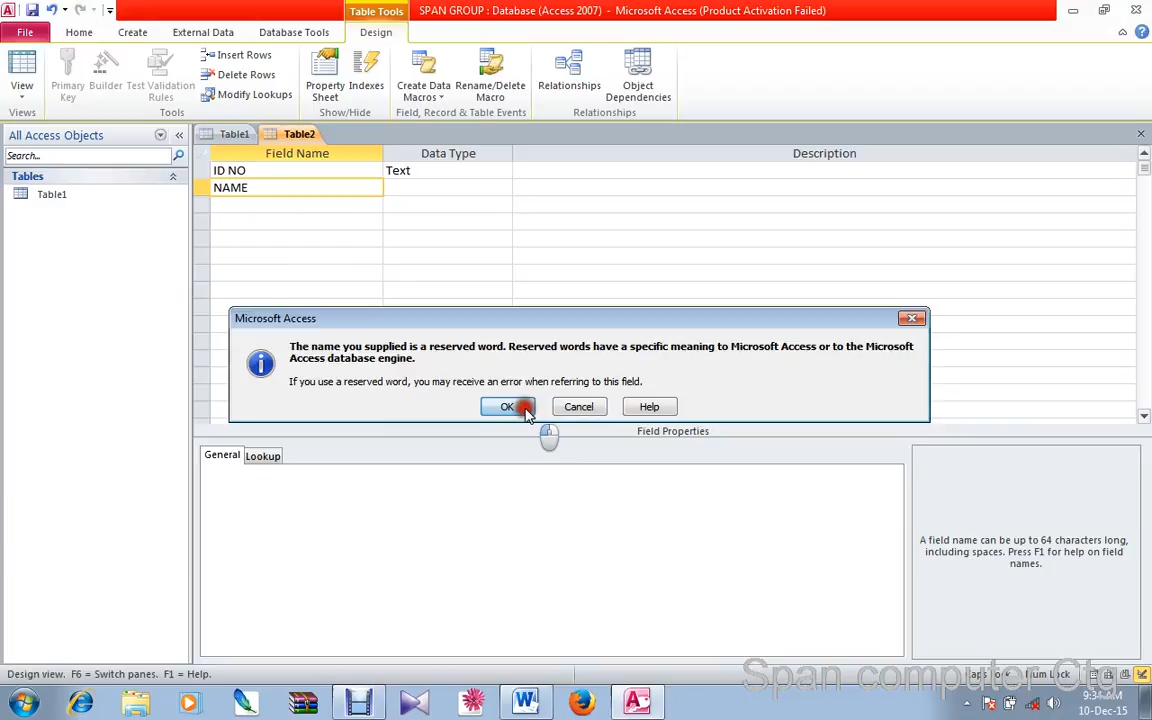 Table Tools
SPAN GROUP : Database (Access 2007) - Microsoft Access (Product Activation Failed)
File Home Create External Data Database Tools Design
View
Primary Key
Builder
Test Validation Rules
Insert Rows
Delete Rows
Modify Lookups
Property Sheet
Indexes
Create Data Macros
Rename/Delete Macro
Relationships
Object Dependencies
Views Tools Show/Hide Field, Record & Table Events Relationships
All Access Objects
Search...
Tables
Table1
Table1 Table2
Field Name Data Type Description
ID NO Text
NAME
Microsoft Access
The name you supplied is a reserved word. Reserved words have a specific meaning to Microsoft Access or to the Microsoft
Access database engine.
If you use a reserved word, you may receive an error when referring to this field.
OK Cancel Help
Field Properties
General Lookup
A field name can be up to 64 characters long,
including spaces. Press F1 for help on field
names.
Design view. F6 = Switch panes. F1 = Help.
Num Lock
Span computer Ctg
9:34 AM
10-Dec-15